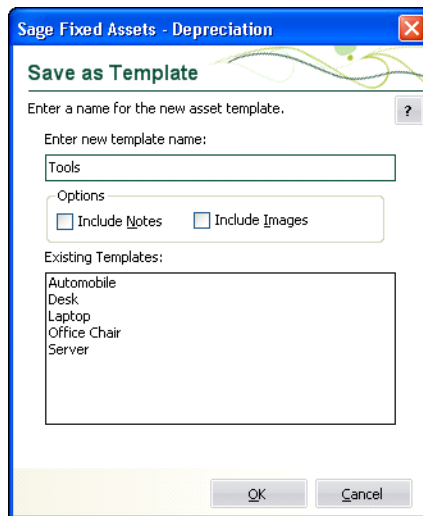 Sage Fixed Assets - Depreciation
Save as Template
Enter a name for the new asset template.
?
Enter new template name:
Tools
Options
Include Notes
Include Images
Existing Templates:
Automobile
Desk
Laptop
Office Chair
Server
OK
Cancel